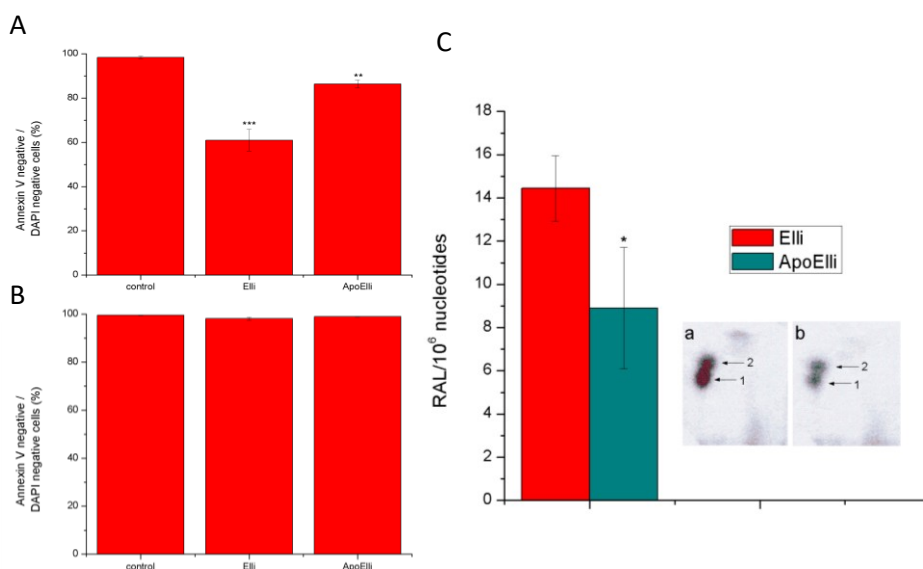 A
Annexin V negative /
DAPI negative cells (%)
100
80
60
40
20
0
***
**
control
Elli
ApoElli
B
Annexin V negative /
DAPI negative cells (%)
100
80
60
40
20
0
control
Elli
ApoElli
C
RAL/10⁶ nucleotides
18
16
14
12
10
8
6
4
2
0
*
Elli
ApoElli
a
2
1
b
2
1